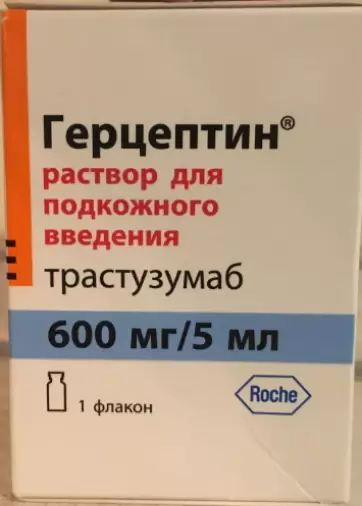 Герцептин®
раствор для
подкожного
введения
трастузумаб
600 мг/5 мл
1 флакон
Roche